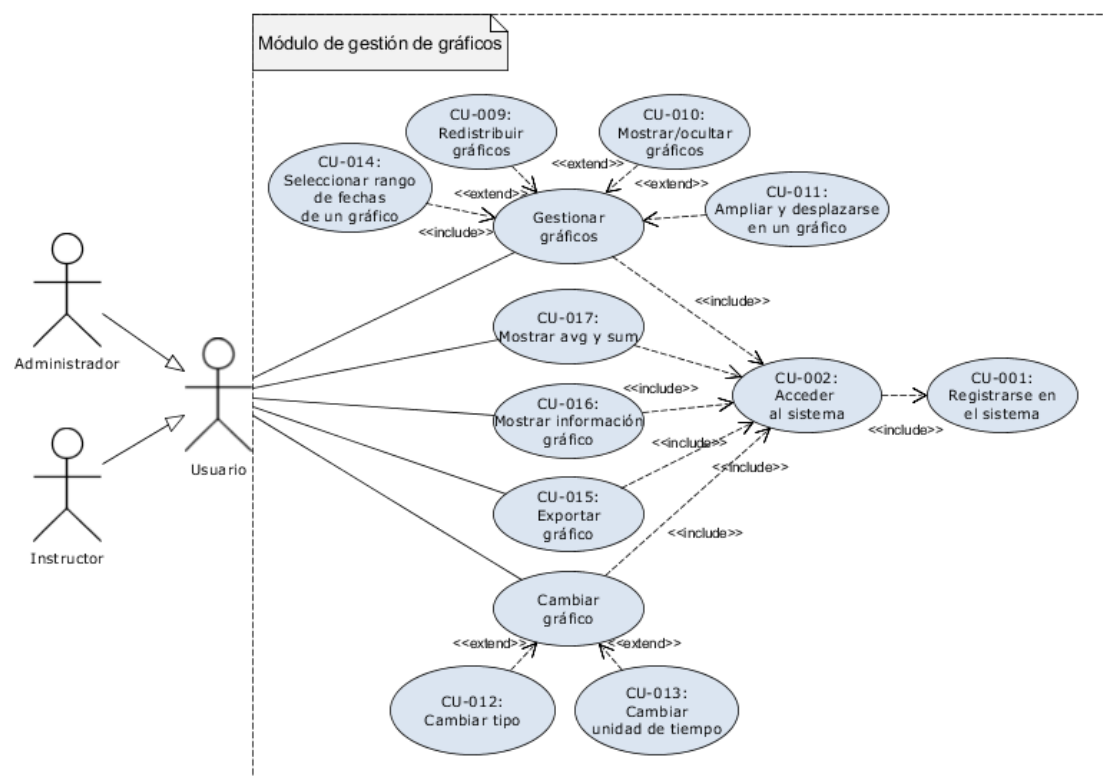 Módulo de gestión de gráficos
CU-009:
Redistribuir
gráficos
CU-010:
Mostrar/ocultar
gráficos
<<extend>>
CU-014:
Seleccionar rango
de fechas
de un gráfico
<<extend>>
<<extend>>
CU-011:
Ampliar y desplazarse
en un gráfico
<<include>>
Gestionar
gráficos
Administrador
<<include>>
CU-017:
Mostrar avg y sum
Usuario
<<include>>
CU-002:
Acceder
al sistema
CU-001:
Registrarse en
el sistema
<<include>>
CU-016:
Mostrar información
gráfico
<<include>>
<<include>>
Instructor
CU-015:
Exportar
gráfico
<<include>>
Cambiar
gráfico
<<extend>>
<<extend>>
CU-012:
Cambiar tipo
CU-013:
Cambiar
unidad de tiempo